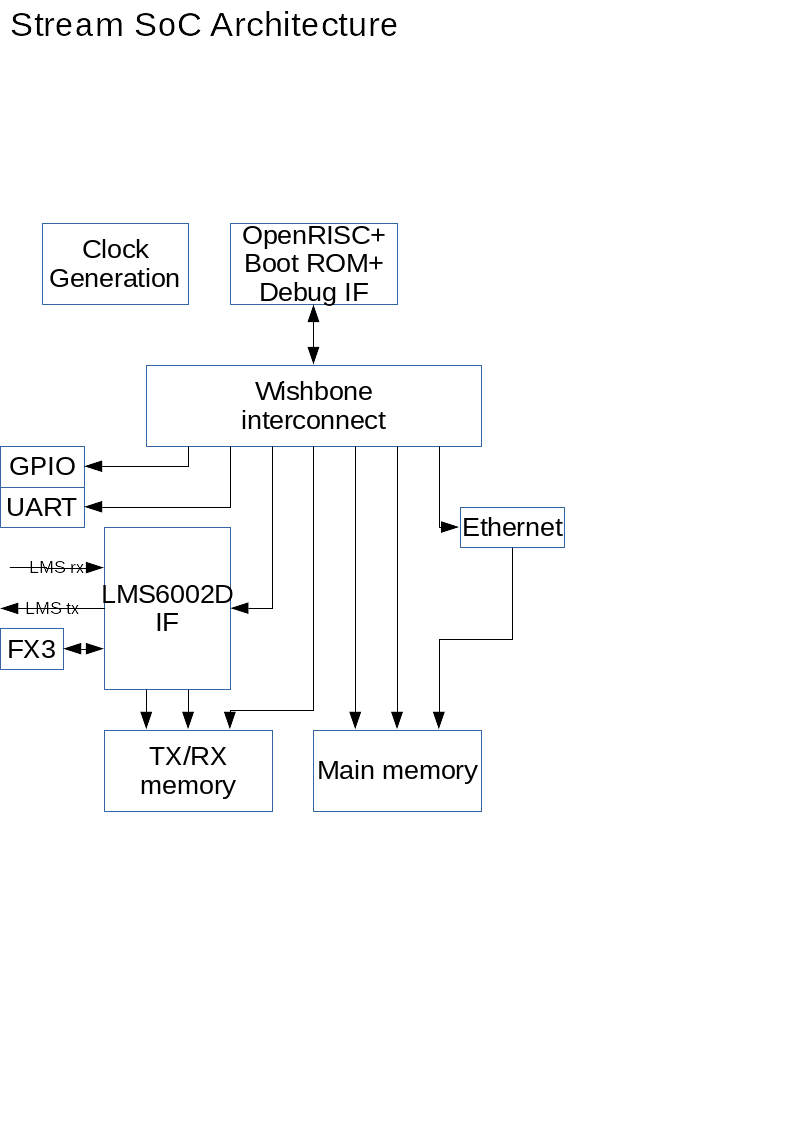 Stream SoC Architecture
Clock
Generation
OpenRISC+
Boot ROM+
Debug IF
Wishbone
interconnect
GPIO
UART
Ethernet
LMS rx
LMS6002D
IF
LMS tx
FX3
TX/RX
memory
Main memory